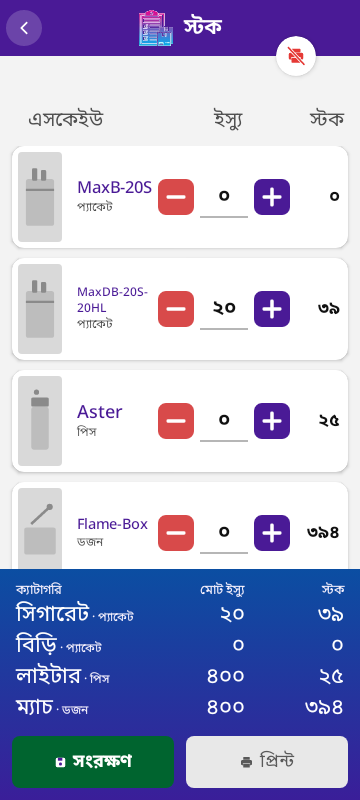 স্টক
এসকেইউ ইস্যু স্টক
MaxB-20S
প্যাকেট
০ ০
MaxDB-20S-
20HL
প্যাকেট
২০ ৩৯
Aster
পিস
০ ২৫
Flame-Box
ডজন
০ ৩৯৪
ক্যাটাগরি মোট ইস্যু স্টক
সিগারেট · প্যাকেট ২০ ৩৯
বিড়ি · প্যাকেট ০ ০
লাইটার · পিস ৪০০ ২৫
ম্যাচ · ডজন ৪০০ ৩৯৪
সংরক্ষণ প্রিন্ট